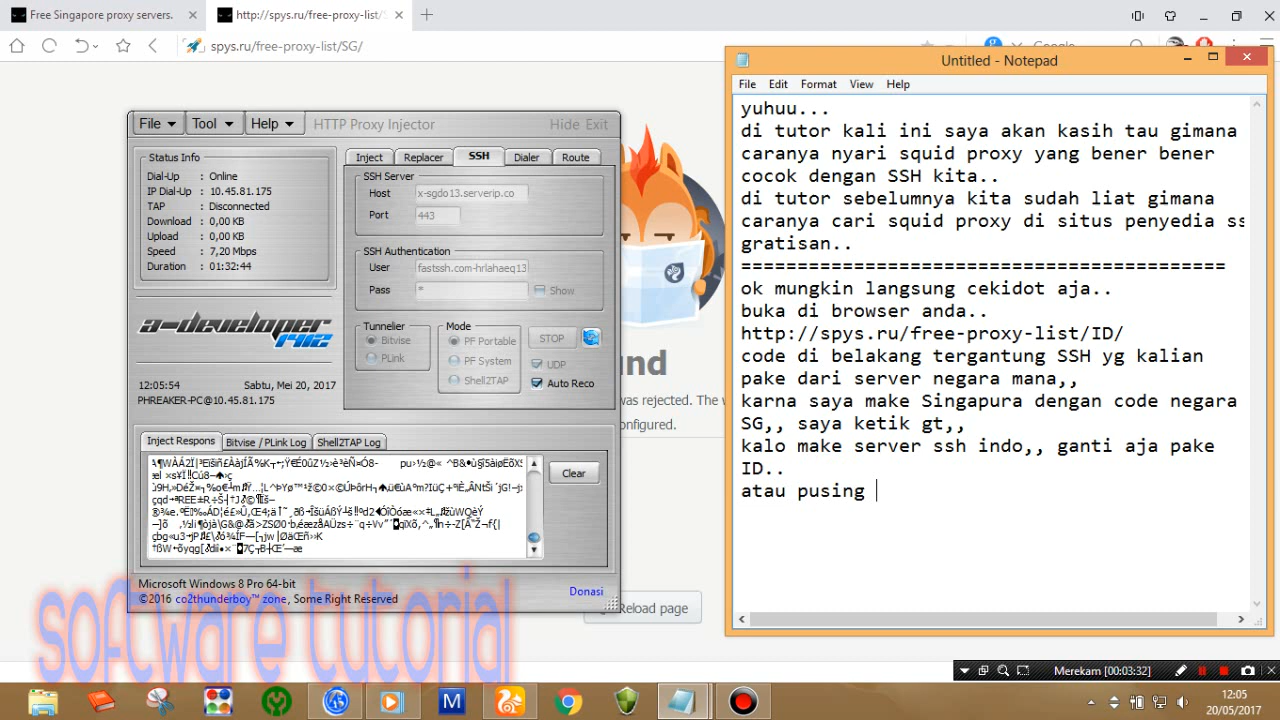 Free Singapore proxy servers.
http://spys.ru/free-proxy-list/
spys.ru/free-proxy-list/SG/
Google
File
Tool
Help
HTTP Proxy Injector
Hide Exit
Status Info
Dial-Up : Online
IP Dial-Up : 10.45.81.175
TAP : Disconnected
Download : 0,00 KB
Upload : 0,00 KB
Speed : 7,20 Mbps
Duration : 01:32:44
a-developer
1412
12:05:54
Sabtu, Mei 20, 2017
PHREAKER-PC@10.45.81.175
Inject
Replacer
SSH
Dialer
Route
SSH Server
Host
x-sgdo13.serverip.co
Port
443
SSH Authentication
User
fastssh.com-hrlahaeq13
Pass
*
Show
Tunnelier
Bitvise
PLink
Mode
PF Portable
PF System
Shell2TAP
STOP
UDP
Auto Reco
Inject Respons
Bitvise / PLink Log
Shell2TAP Log
Clear
Microsoft Windows 8 Pro 64-bit
©2016 co2thunderboy™ zone, Some Right Reserved
Donasi
und
was rejected. The w
onfigured.
Reload page
Untitled - Notepad
File Edit Format View Help
yuhuu...
di tutor kali ini saya akan kasih tau gimana
caranya nyari squid proxy yang bener bener
cocok dengan SSH kita..
di tutor sebelumnya kita sudah liat gimana
caranya cari squid proxy di situs penyedia ss
gratisan..
===========================================
ok mungkin langsung cekidot aja..
buka di browser anda..
http://spys.ru/free-proxy-list/ID/
code di belakang tergantung SSH yg kalian
pake dari server negara mana,,
karna saya make Singapura dengan code negara
SG,, saya ketik gt,,
kalo make server ssh indo,, ganti aja pake
ID..
atau pusing
software tutorial
Merekam [00:03:32]
12:05
20/05/2017